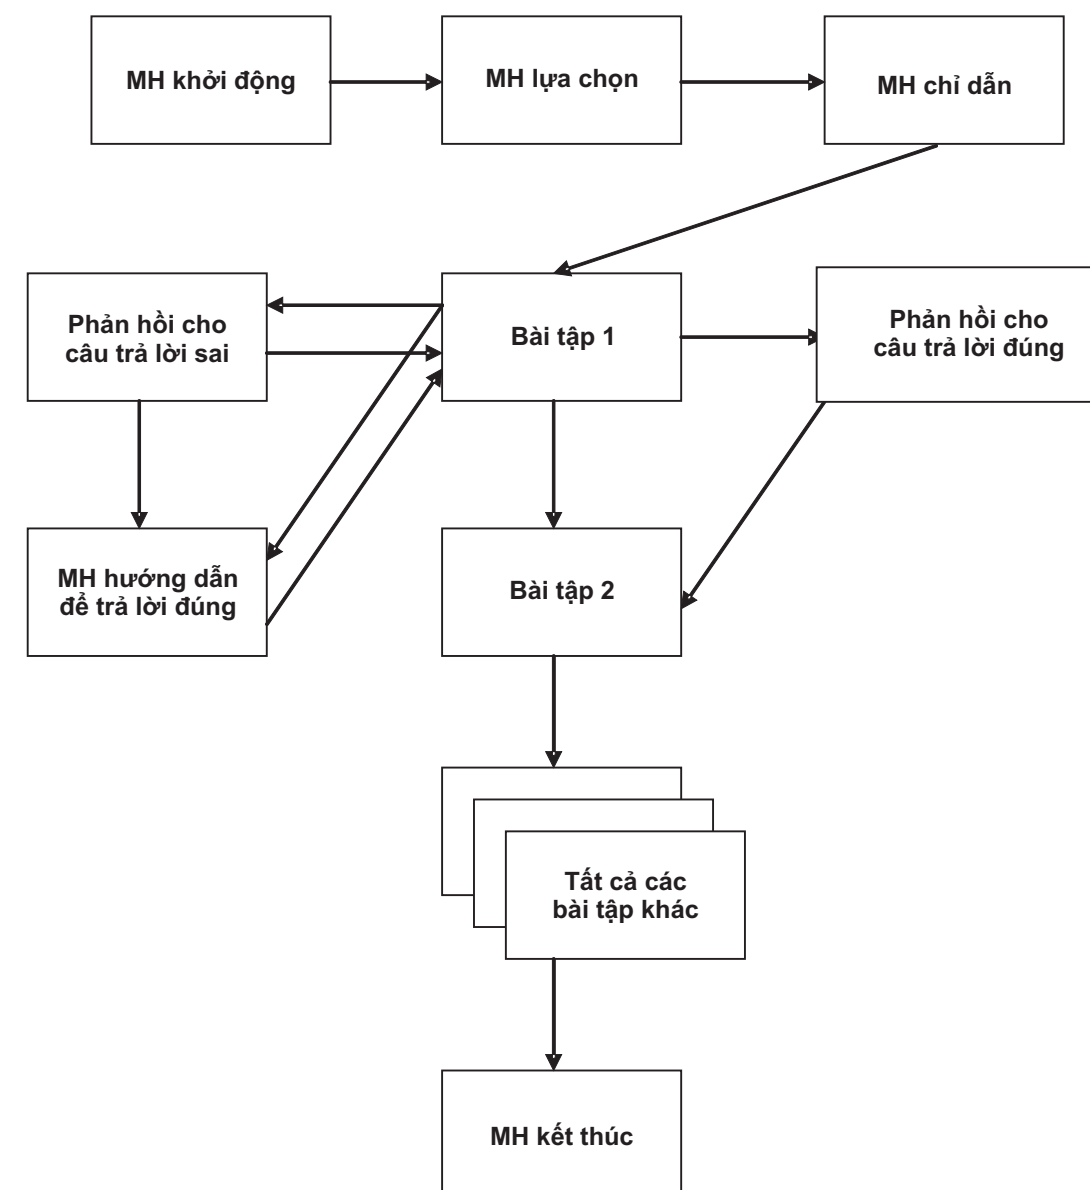 MH khởi động
MH lựa chọn
MH chỉ dẫn
Phản hồi cho
câu trả lời sai
Bài tập 1
Phản hồi cho
câu trả lời đúng
MH hướng dẫn
để trả lời đúng
Bài tập 2
Tất cả các
bài tập khác
MH kết thúc